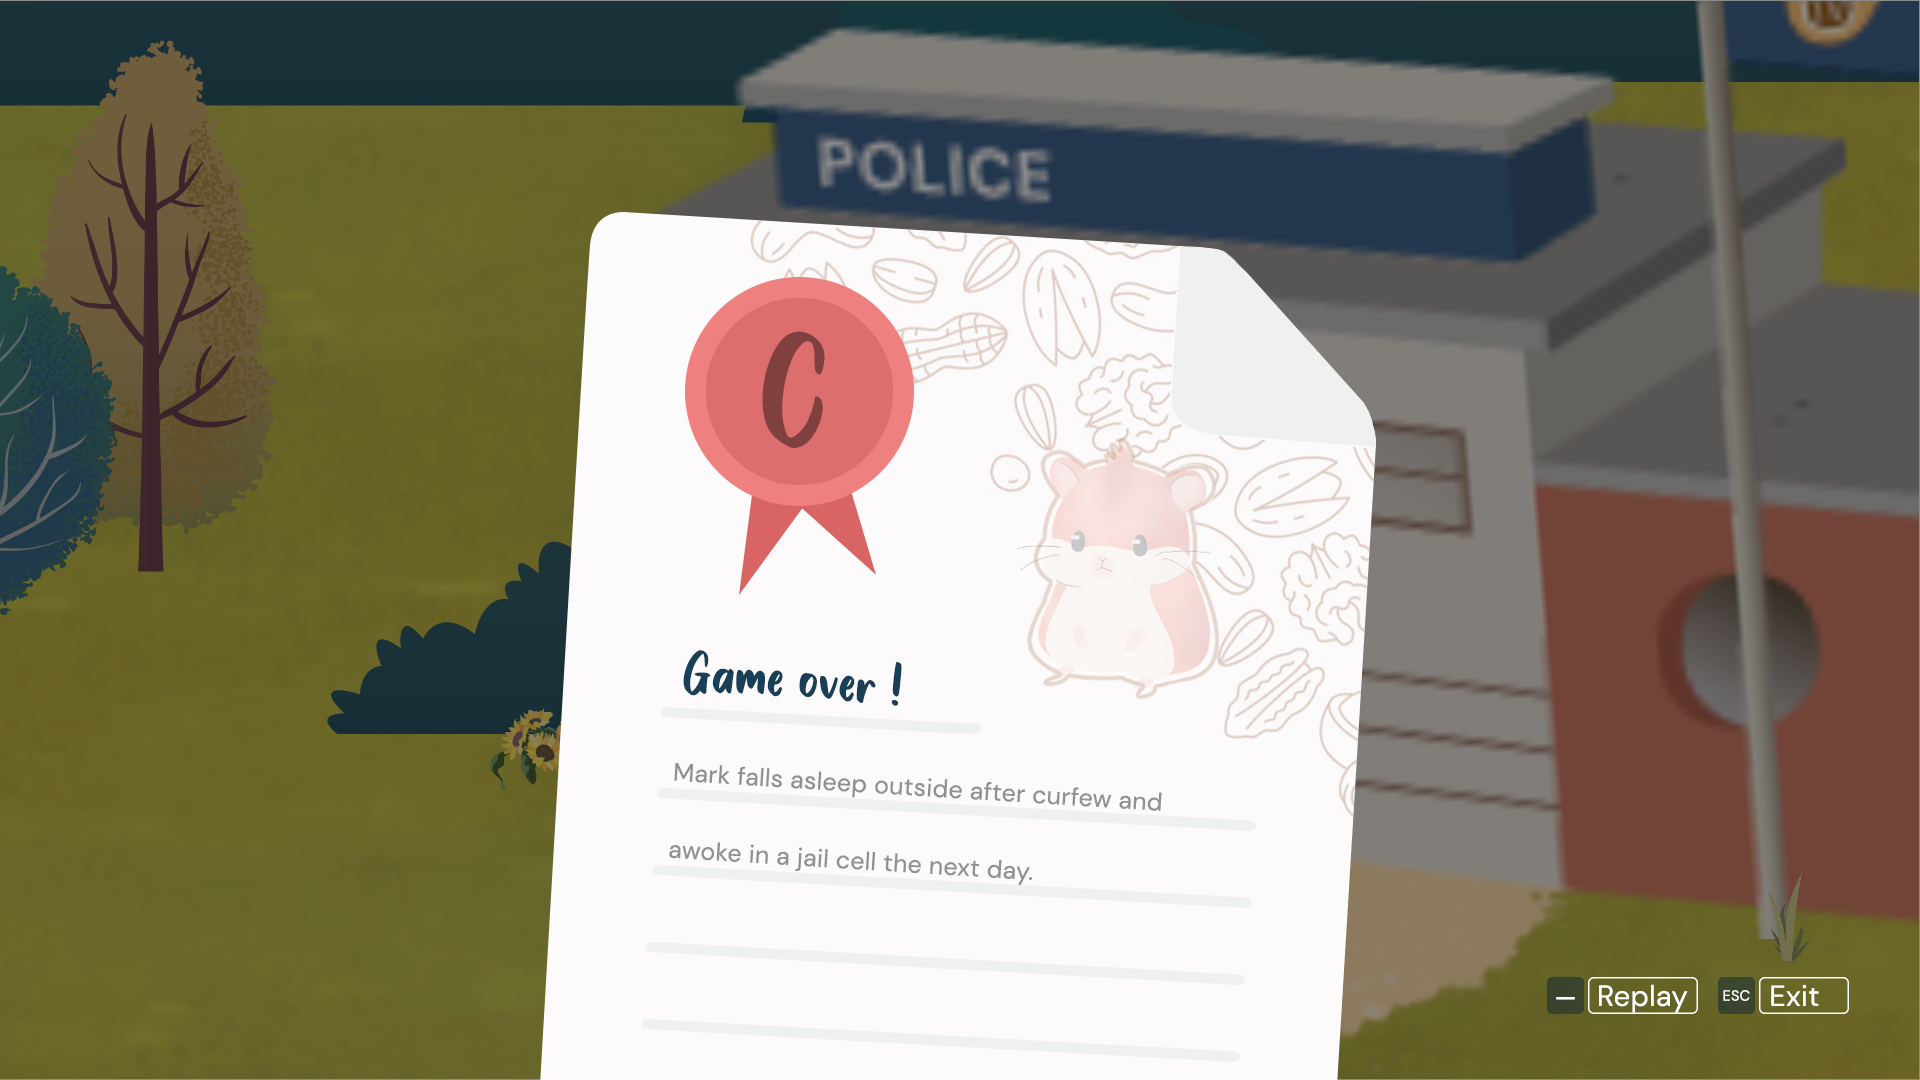 POLICE
C
Game over !
Mark falls asleep outside after curfew and
awoke in a jail cell the next day.
– Replay ESC Exit